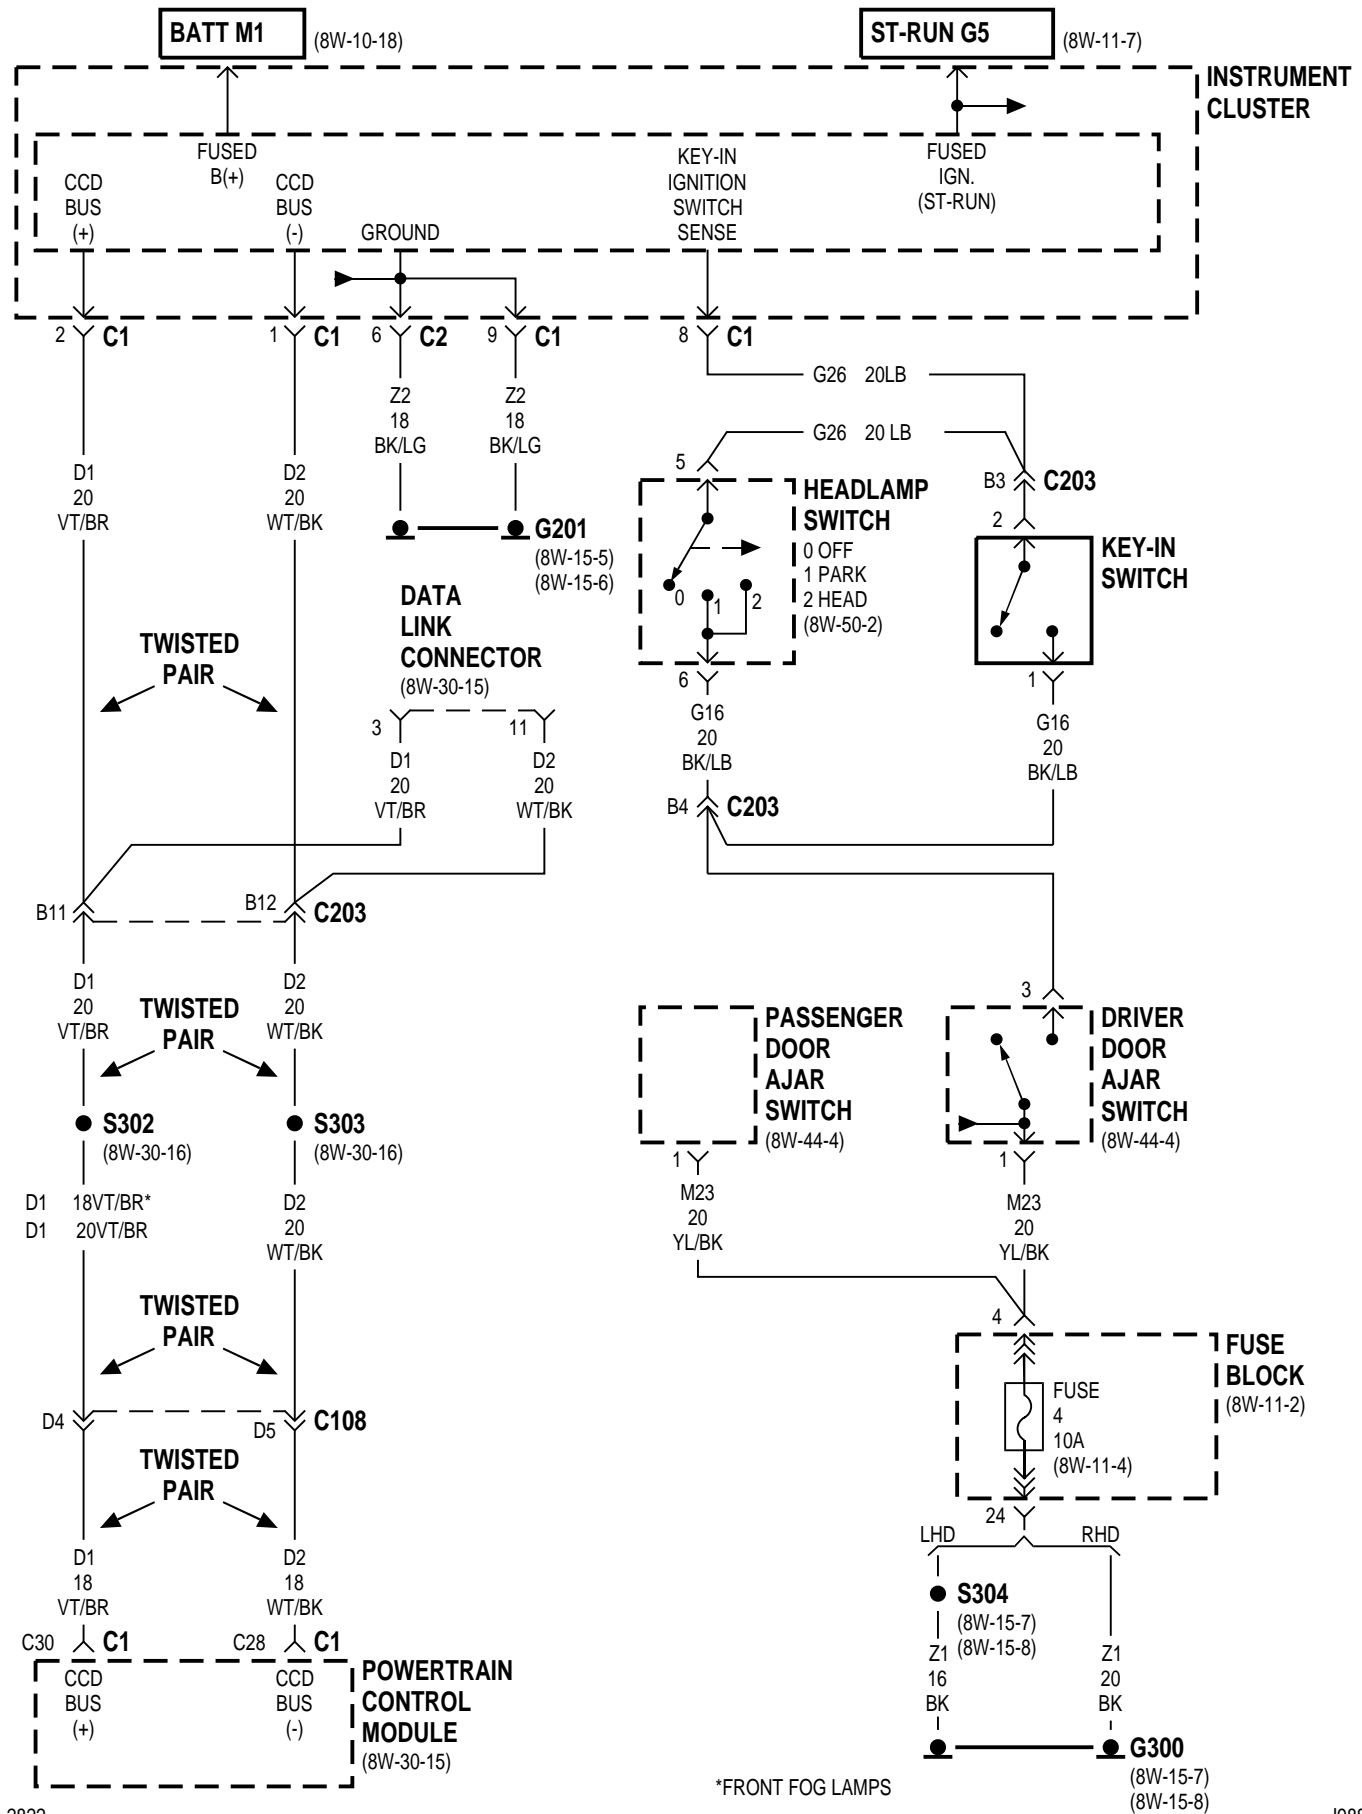 BATT M1
(8W-10-18)
ST-RUN G5
(8W-11-7)
INSTRUMENT
CLUSTER
FUSED
B(+)
CCD
BUS
(+)
CCD
BUS
(-)
GROUND
KEY-IN
IGNITION
SWITCH
SENSE
FUSED
IGN.
(ST-RUN)
2 C1
1 C1
6 C2
9 C1
8 C1
G26 20LB
Z2
18
BK/LG
Z2
18
BK/LG
G26 20 LB
D1
20
VT/BR
D2
20
WT/BK
G201
(8W-15-5)
(8W-15-6)
5
HEADLAMP
SWITCH
0 OFF
1 PARK
2 HEAD
(8W-50-2)
0
1
2
6
B3 C203
2
KEY-IN
SWITCH
1
DATA
LINK
CONNECTOR
(8W-30-15)
TWISTED
PAIR
3
11
D1
20
VT/BR
D2
20
WT/BK
G16
20
BK/LB
G16
20
BK/LB
B4 C203
B11
B12 C203
D1
20
VT/BR
TWISTED
PAIR
D2
20
WT/BK
3
PASSENGER
DOOR
AJAR
SWITCH
(8W-44-4)
DRIVER
DOOR
AJAR
SWITCH
(8W-44-4)
S302
(8W-30-16)
S303
(8W-30-16)
1
1
D1 18VT/BR*
D1 20VT/BR
D2
20
WT/BK
M23
20
YL/BK
M23
20
YL/BK
TWISTED
PAIR
4
FUSE
BLOCK
(8W-11-2)
FUSE
4
10A
(8W-11-4)
D4
D5 C108
TWISTED
PAIR
24
LHD
RHD
D1
18
VT/BR
D2
18
WT/BK
S304
(8W-15-7)
(8W-15-8)
C30 C1
C28 C1
Z1
16
BK
Z1
20
BK
CCD
BUS
(+)
CCD
BUS
(-)
POWERTRAIN
CONTROL
MODULE
(8W-30-15)
G300
(8W-15-7)
(8W-15-8)
*FRONT FOG LAMPS